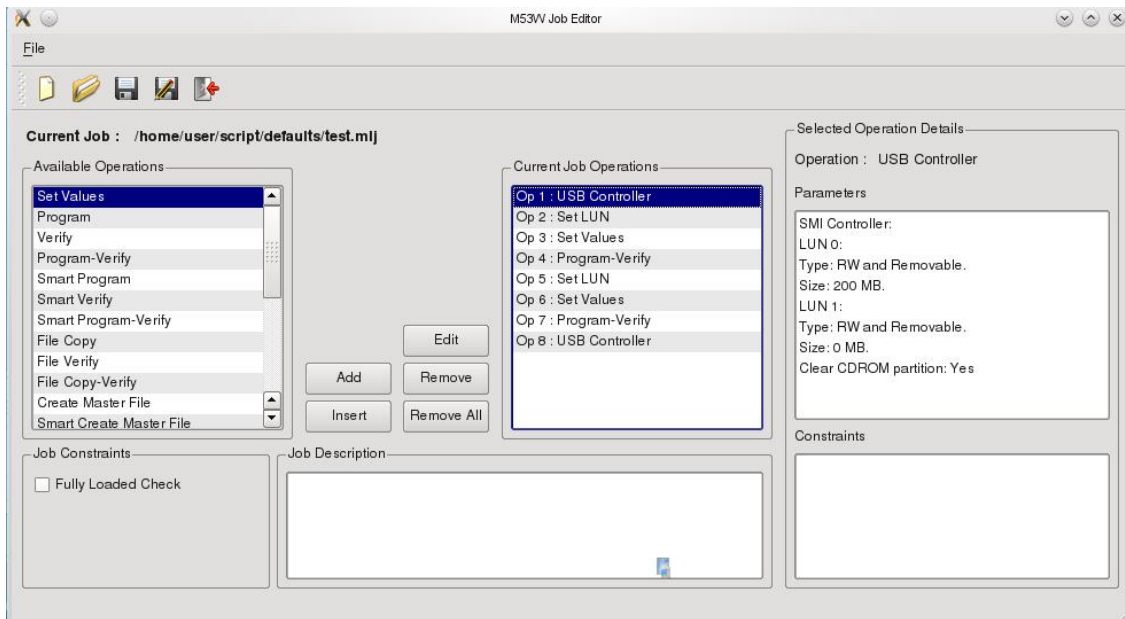 M53W Job Editor
File
Current Job : /home/user/script/defaults/test.mlj
Available Operations
Set Values
Program
Verify
Program-Verify
Smart Program
Smart Verify
Smart Program-Verify
File Copy
File Verify
File Copy-Verify
Create Master File
Smart Create Master File
Edit
Add
Remove
Insert
Remove All
Current Job Operations
Op 1 : USB Controller
Op 2 : Set LUN
Op 3 : Set Values
Op 4 : Program-Verify
Op 5 : Set LUN
Op 6 : Set Values
Op 7 : Program-Verify
Op 8 : USB Controller
Selected Operation Details
Operation : USB Controller
Parameters
SMI Controller:
LUN 0:
Type: RW and Removable.
Size: 200 MB.
LUN 1:
Type: RW and Removable.
Size: 0 MB.
Clear CDROM partition: Yes
Constraints
Job Constraints
Fully Loaded Check
Job Description